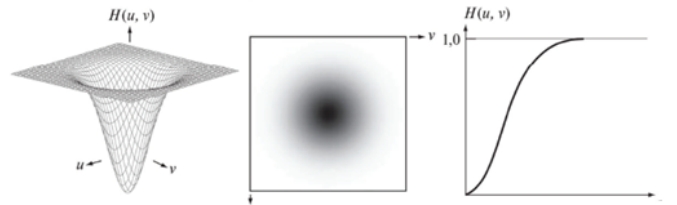 H(u, v)
u
v
v
H(u, v)
1,0